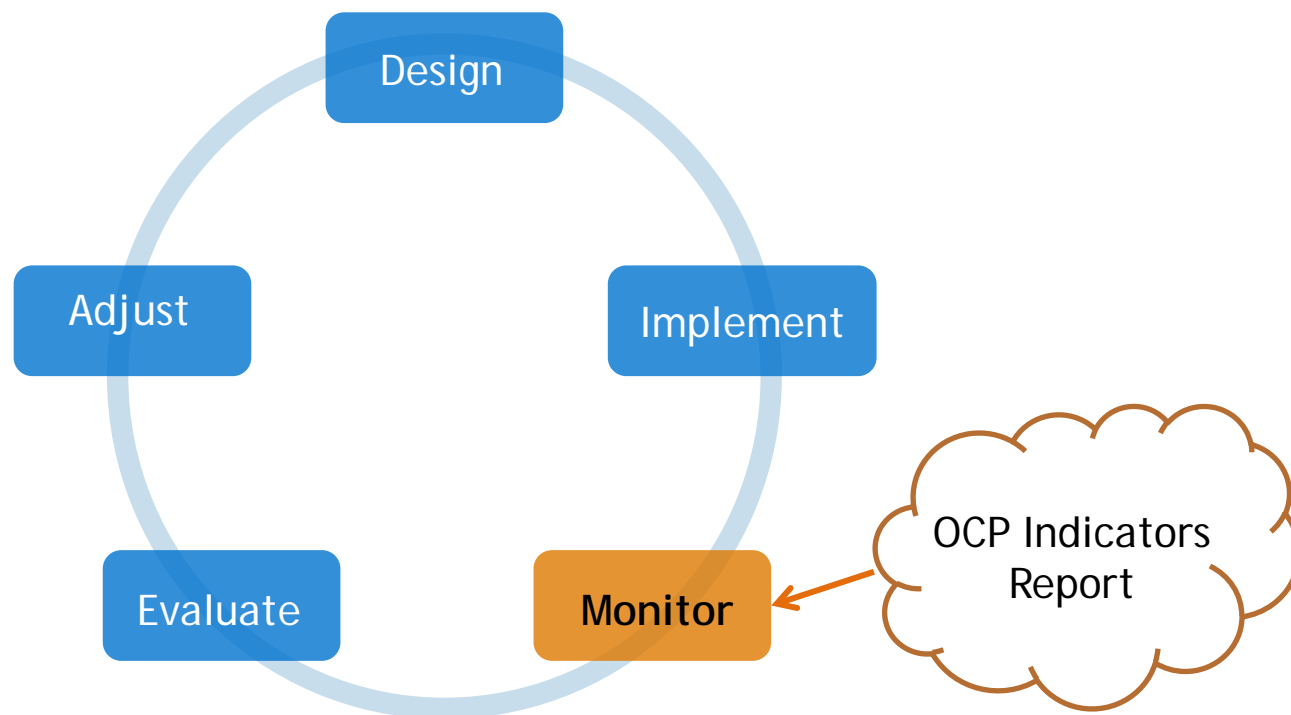 Design
Adjust
Implement
OCP Indicators
Report
Evaluate
Monitor